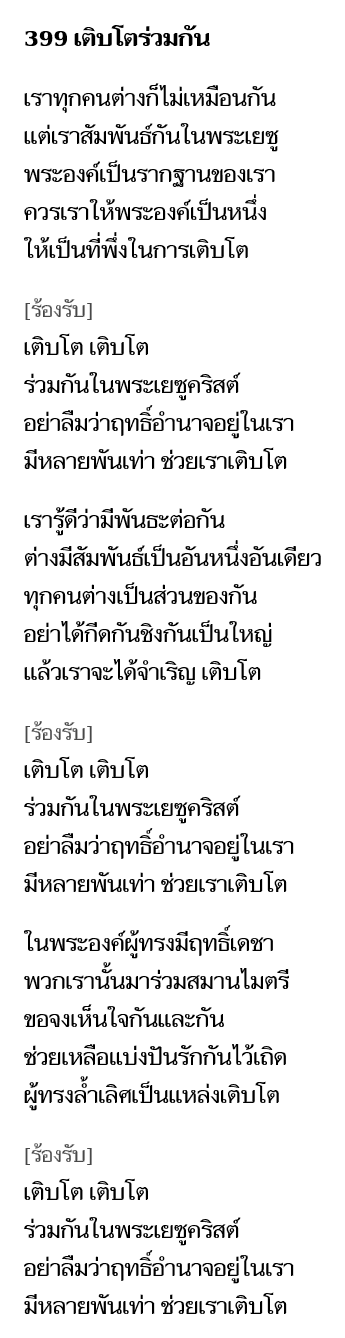 399 เติบโตร่วมกัน
เราทุกคนต่างก็ไม่เหมือนกัน
แต่เราสัมพันธ์กันในพระเยซู
พระองค์เป็นรากฐานของเรา
ควรเราให้พระองค์เป็นหนึ่ง
ให้เป็นที่พึ่งในการเติบโต
[ร้องรับ]
เติบโต เติบโต
ร่วมกันในพระเยซูคริสต์
อย่าลืมว่าฤทธิ์อำนาจอยู่ในเรา
มีหลายพันเท่า ช่วยเราเติบโต
เรารู้ดีว่ามีพันธะต่อกัน
ต่างมีสัมพันธ์เป็นอันหนึ่งอันเดียว
ทุกคนต่างเป็นส่วนของกัน
อย่าได้กีดกันชิงกันเป็นใหญ่
แล้วเราจะได้จำเริญ เติบโต
[ร้องรับ]
เติบโต เติบโต
ร่วมกันในพระเยซูคริสต์
อย่าลืมว่าฤทธิ์อำนาจอยู่ในเรา
มีหลายพันเท่า ช่วยเราเติบโต
ในพระองค์ผู้ทรงมีฤทธิ์เดชา
พวกเรานั้นมาร่วมสมานไมตรี
ขอจงเห็นใจกันและกัน
ช่วยเหลือแบ่งปันรักกันไว้เถิด
ผู้ทรงล้ำเลิศเป็นแหล่งเติบโต
[ร้องรับ]
เติบโต เติบโต
ร่วมกันในพระเยซูคริสต์
อย่าลืมว่าฤทธิ์อำนาจอยู่ในเรา
มีหลายพันเท่า ช่วยเราเติบโต